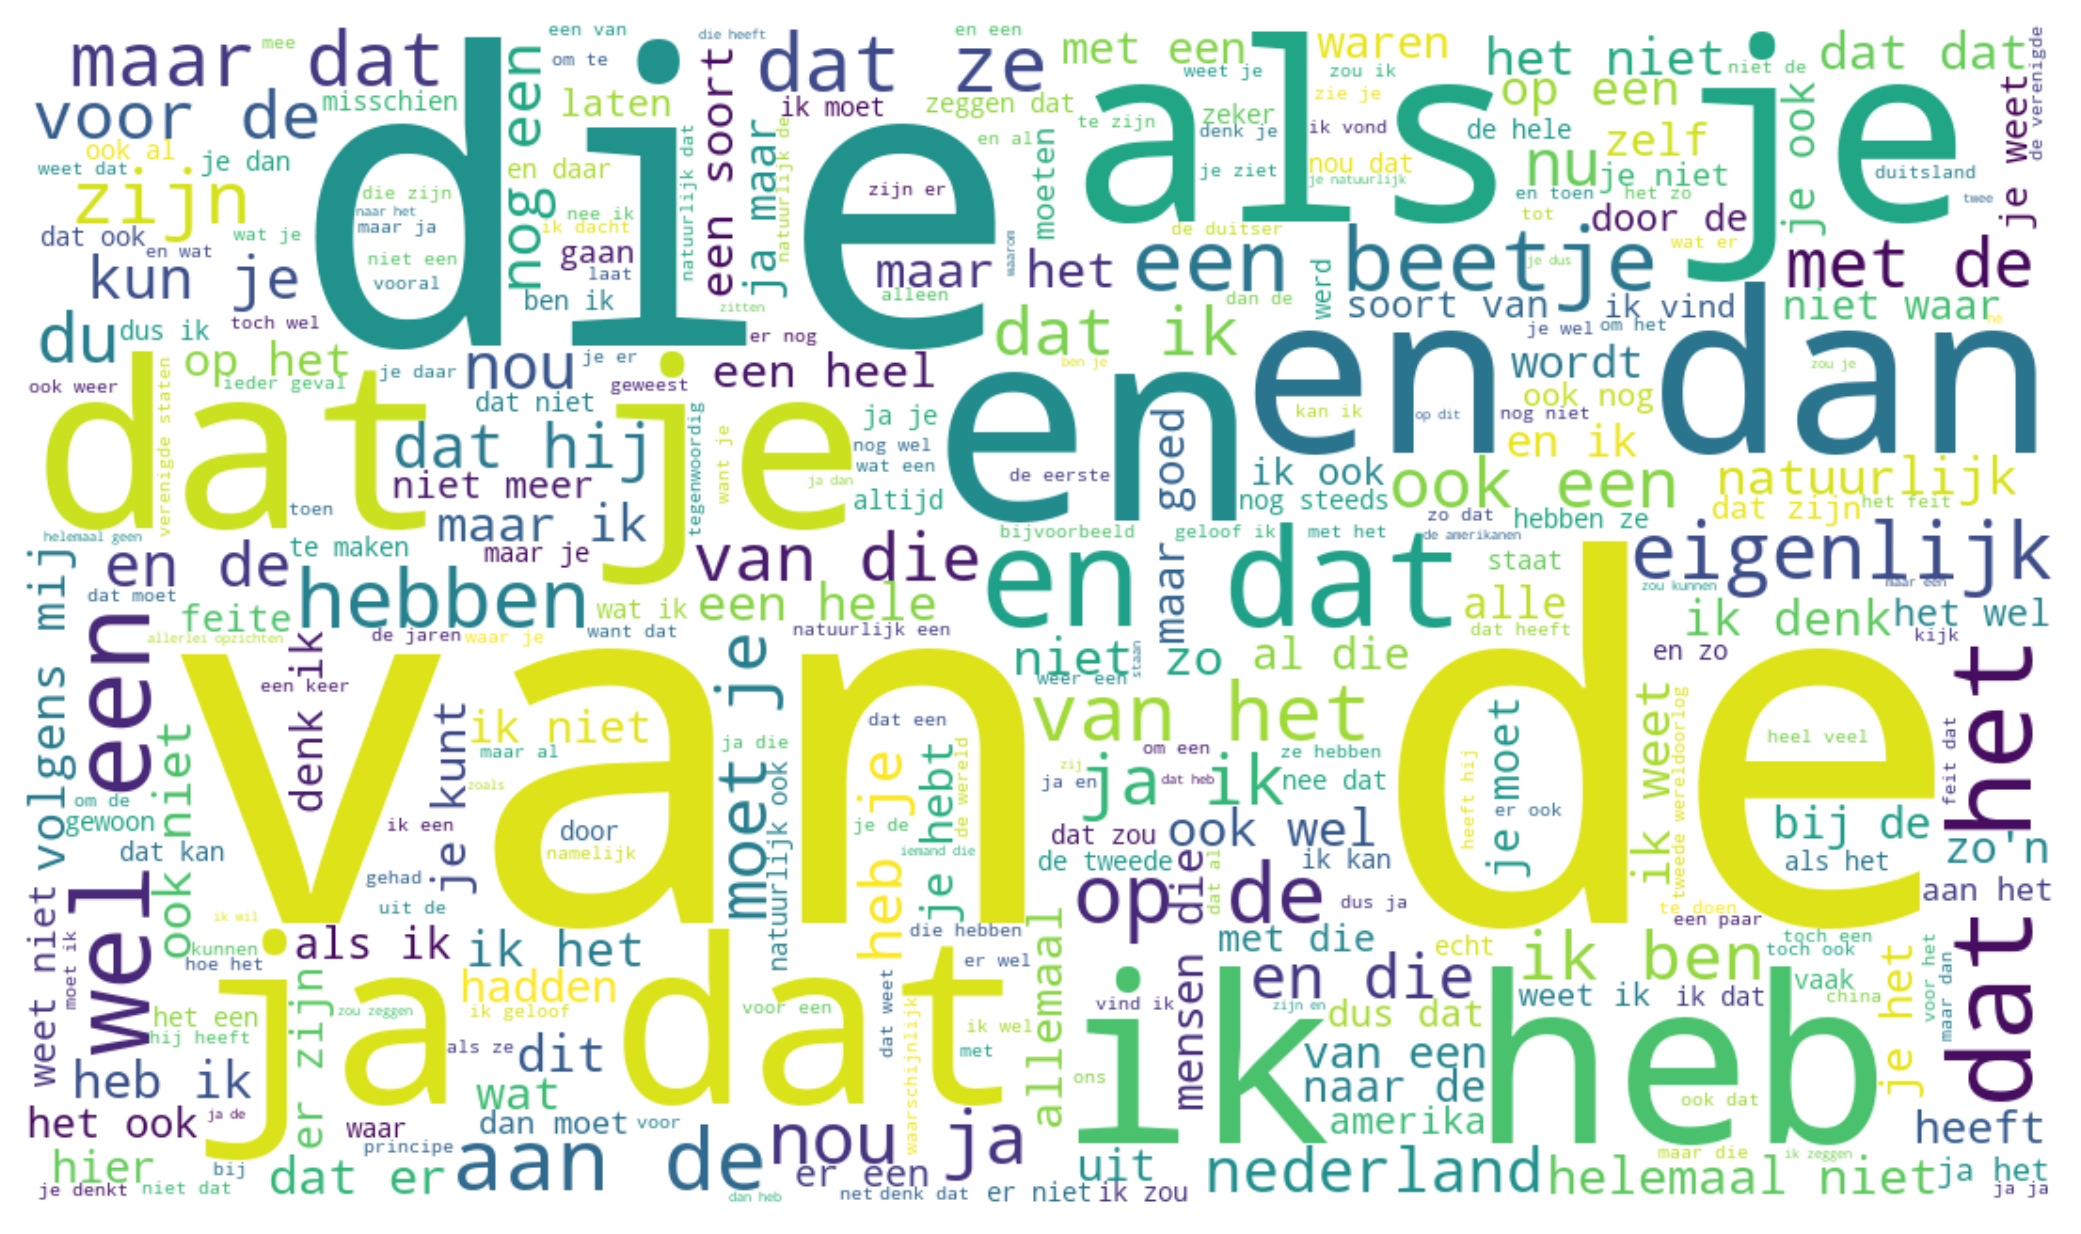 maar dat
mee
die
een van
om te
nog een
die heeft
dat ze
en een
als je
met een
weet je
waren
zou ik
het niet
niet de
dat dat
de verenigde
voor de
misschien
laten
een soort
ik moet
zeggen dat
zeker
zie je
op een
je ook
je weet
ook al
je dan
en daar
natuurlijk dat
ja maar
natuurlijk de
en al
te zijn
denk je
ik vond
de hele
zelf
weet dat
zijn
die zijn
zijn er
moeten
je ziet
nou dat
je natuurlijk
nu
je niet
duitsland
naar het
maar ja
nee ik
ik dacht
en toen
het zo
twee
dat ook
wat je
en wat
niet een
gaan
waarom
de duitser
tot
door de
wat er
kun je
vooral
laat
ben ik
maar het
alleen
een beetje
je dus
met de
du
dus ik
toch wel
zitten
er nog
dat ik
dan de
werd
soort van
ik vind
niet waar
hè
op het
je er
nou
een heel
en
ben je
en dan
je wel
om het
wordt
zou je
ook weer
verenigde staten
ieder geval
je daar
geweest
dat je
dat niet
tegenwoordig
want je
ja je
kan ik
op dit
nog niet
ook nog
dat hij
nog wel
wat een
maar goed
en ik
niet meer
ja dan
de eerste
ik ook
ook een
natuurlijk
toen
maar ik
altijd
nog steeds
dat zijn
het feit
helemaal geen
bijvoorbeeld
geloof ik
met het
zo dat
hebben ze
volgens mij
en de
te maken
maar je
van die
en dat
de amerikanen
eigenlijk
dat moet
hebben
wat ik
een hele
staat
zou kunnen
maar een
feite
alle
ik denk
het wel
wel een
allerlei opzichten
de jaren
waar je
want dat
natuurlijk een
dat heeft
kijk
denk ik
van
moet je
niet zo
staan
al die
de
en zo
dat het
een keer
weer een
ook niet
je kunt
ik niet
dat een
van het
ik weet
tweede wereldoorlog
heel veel
feit dat
maar al
ja die
de wereld
om een
ze hebben
heeft hij
je moet
zoals
natuurlijk ook
heb je
je hebt
zij
dat heb
ja en
ja ik
nee dat
er ook
om de
gewoon
ik een
door
je de
dat zou
ook wel
bij de
zo'n
dat kan
namelijk
iemand die
de tweede
mensen die
dat al
ik kan
als het
weet niet
gehad
op de
aan het
uit de
dus ja
te doen
een paar
ik wil
moet ik
kunnen
als ik
ik het
die hebben
allemaal
met die
echt
toch een
toch ook
je het
voor het
maar dan
hoe het
er zijn
ja dat
hadden
dat weet
er wel
en die
ik ben
vaak
ik heb
vind ik
weet ik
ik dat
china
zijn en
het een
zou zeggen
ik geloof
voor een
waarschijnlijk
ik wel
dus dat
hij heeft
als ze
dit
met
van een
heb ik
wat
ons
naar de
ook dat
het ook
ja de
waar
dan moet
voor
nou ja
amerika
heeft
hier
principe
aan de
uit
maar die
ik zeggen
bij
dat er
er een
nederland
helemaal niet
ja het
je denkt
niet dat
dan heb
net
denk dat
er niet
ik zou
ja ja